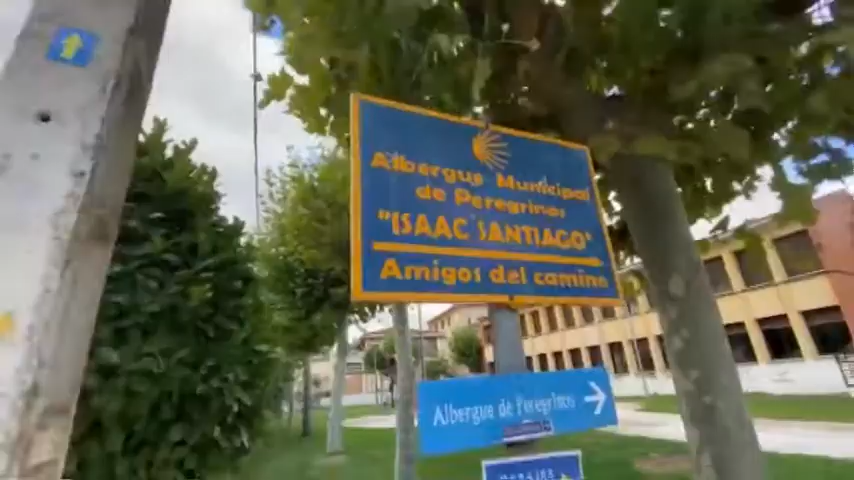 Albergue Municipal
de Peregrinos
"ISAAC SANTIAGO"
Amigos del camino
Albergue de Peregrinos